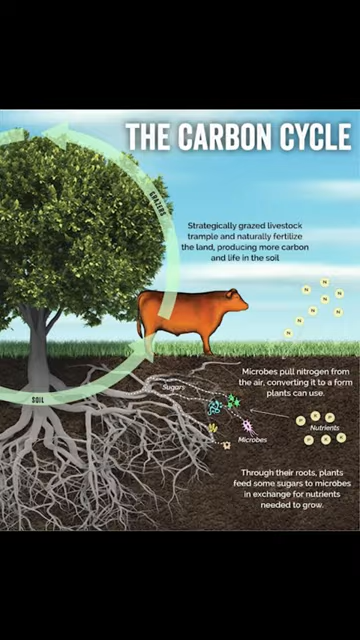 THE CARBON CYCLE
Strategically grazed livestock
trample and naturally fertilize
the land, producing more carbon
and life in the soil
N
N
N
N
N
N
N
N
Microbes pull nitrogen from
the air, converting it to a form
plants can use.
Sugars
SOIL
Nutrients
Microbes
Through their roots, plants
feed some sugars to microbes
in exchange for nutrients
needed to grow.